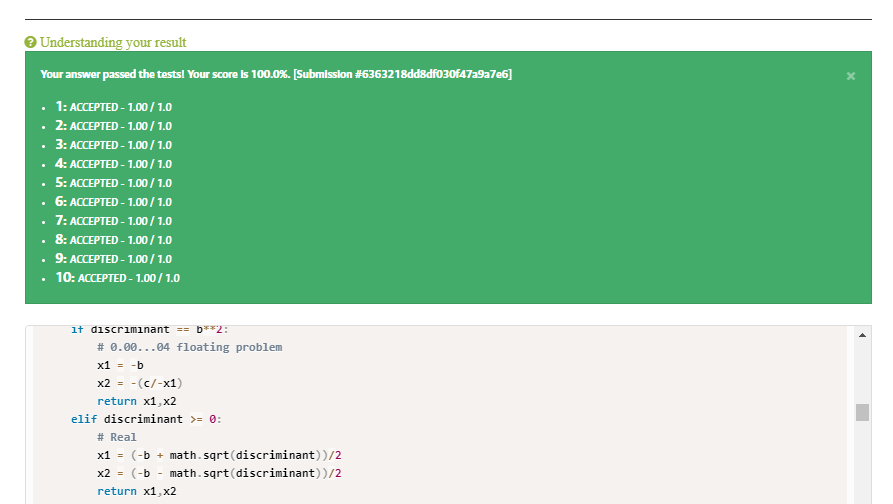 Understanding your result
Your answer passed the tests! Your score is 100.0%. [Submission #6363218dd8df030f47a9a7e6]
×
• 1: ACCEPTED - 1.00 / 1.0
• 2: ACCEPTED - 1.00 / 1.0
• 3: ACCEPTED - 1.00 / 1.0
• 4: ACCEPTED - 1.00 / 1.0
• 5: ACCEPTED - 1.00 / 1.0
• 6: ACCEPTED - 1.00 / 1.0
• 7: ACCEPTED - 1.00 / 1.0
• 8: ACCEPTED - 1.00 / 1.0
• 9: ACCEPTED - 1.00 / 1.0
• 10: ACCEPTED - 1.00 / 1.0
if discriminant == b**2:
# 0.00...04 floating problem
x1 = -b
x2 = -(c/-x1)
return x1,x2
elif discriminant >= 0:
# Real
x1 = (-b + math.sqrt(discriminant))/2
x2 = (-b - math.sqrt(discriminant))/2
return x1,x2